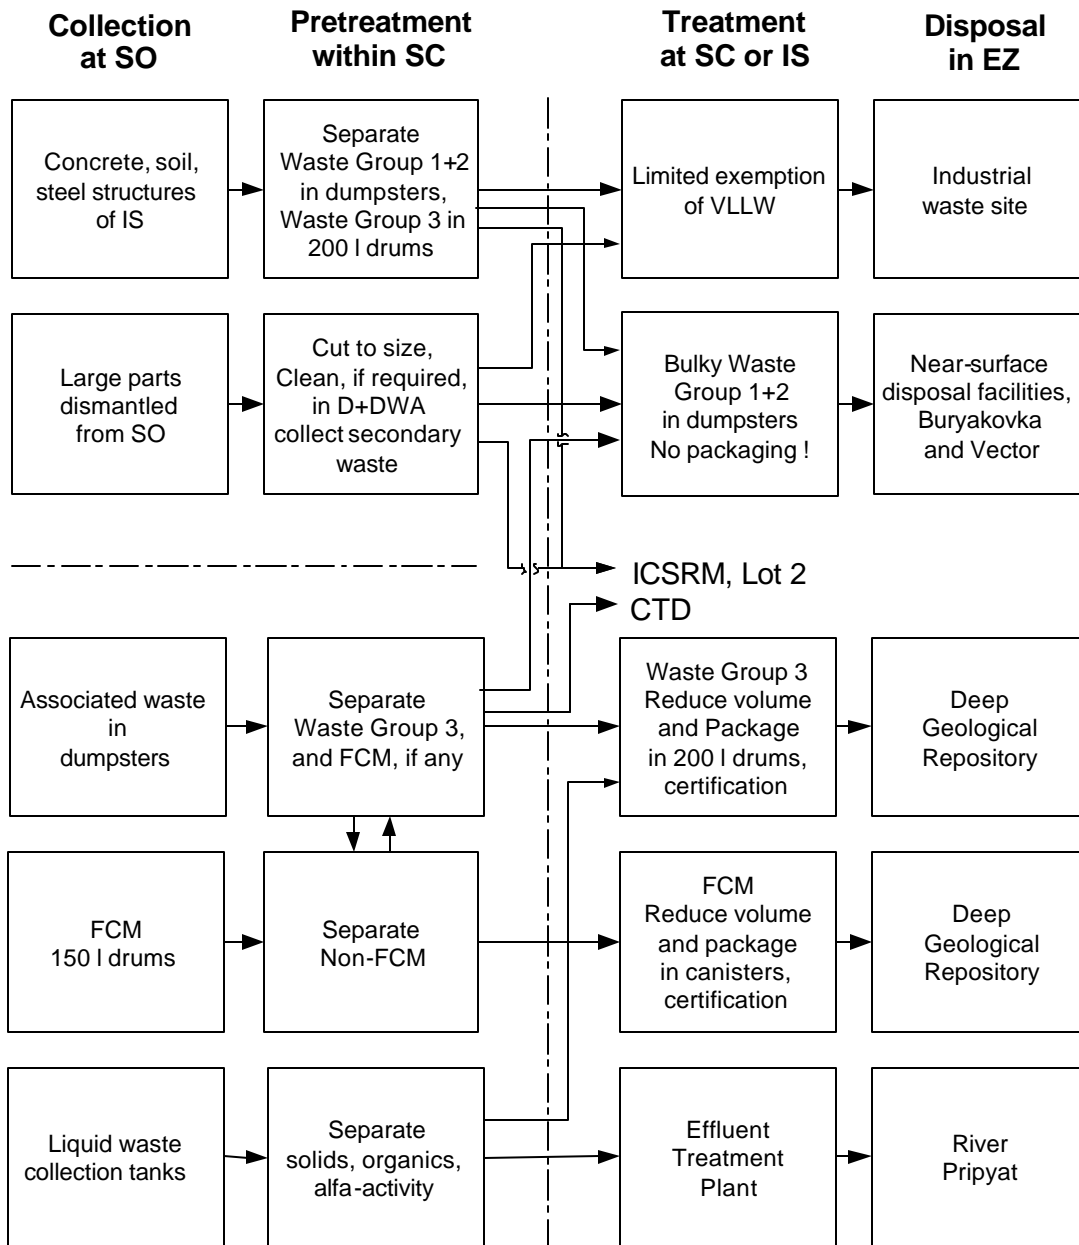 Collection
at SO
Pretreatment
within SC
Treatment
at SC or IS
Disposal
in EZ
Concrete, soil,
steel structures
of IS
Separate
Waste Group 1+2
in dumpsters,
Waste Group 3 in
200 l drums
Limited exemption
of VLLW
Industrial
waste site
Large parts
dismantled
from SO
Cut to size,
Clean, if required,
in D+DWA
collect secondary
waste
Bulky Waste
Group 1+2
in dumpsters
No packaging !
Near-surface
disposal facilities,
Buryakovka
and Vector
ICSRM, Lot 2
CTD
Associated waste
in
dumpsters
Separate
Waste Group 3,
and FCM, if any
Waste Group 3
Reduce volume
and Package
in 200 l drums,
certification
Deep
Geological
Repository
FCM
150 l drums
Separate
Non-FCM
FCM
Reduce volume
and package
in canisters,
certification
Deep
Geological
Repository
Liquid waste
collection tanks
Separate
solids, organics,
alfa-activity
Effluent
Treatment
Plant
River
Pripyat